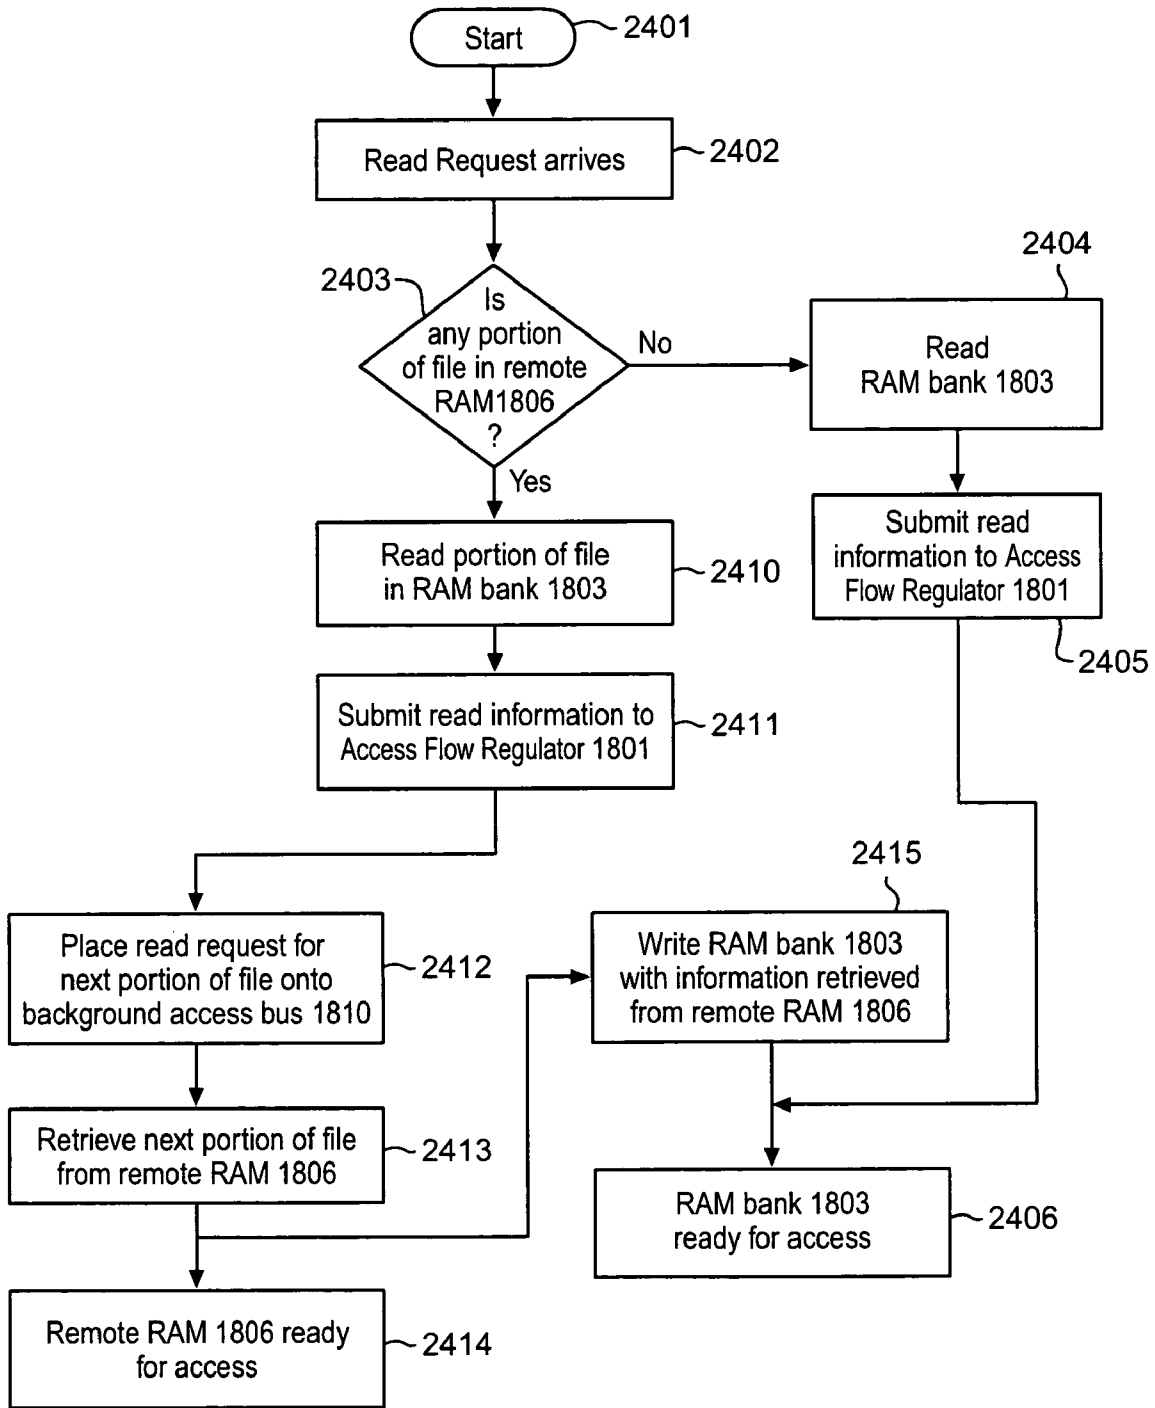 Start
2401
Read Request arrives
2402
2403
Is
any portion
of file in remote
RAM1806
?
No
Yes
2404
Read
RAM bank 1803
Submit read
information to Access
Flow Regulator 1801
2405
Read portion of file
in RAM bank 1803
2410
Submit read information to
Access Flow Regulator 1801
2411
Place read request for
next portion of file onto
background access bus 1810
2412
2415
Write RAM bank 1803
with information retrieved
from remote RAM 1806
Retrieve next portion of file
from remote RAM 1806
2413
RAM bank 1803
ready for access
2406
Remote RAM 1806 ready
for access
2414